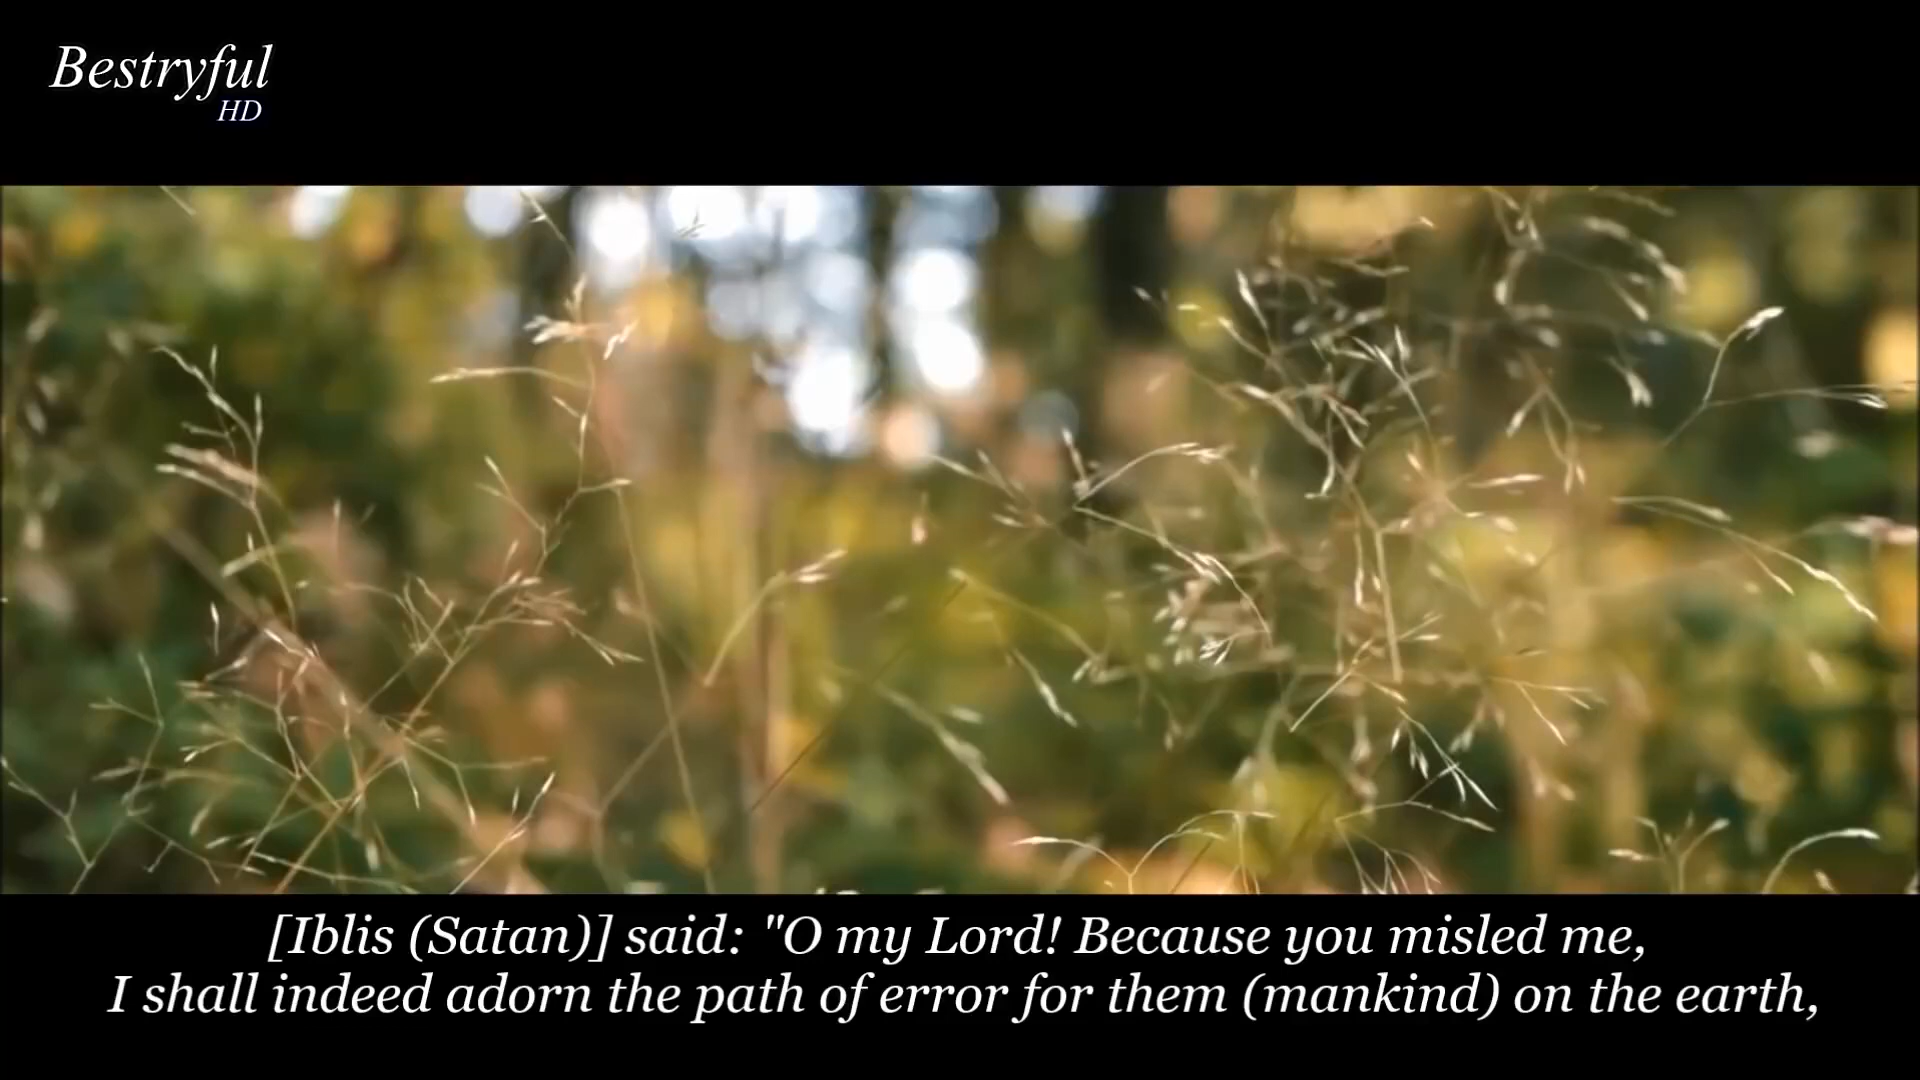 Bestryful
HD
[Iblis (Satan)] said: "O my Lord! Because you misled me,
I shall indeed adorn the path of error for them (mankind) on the earth,